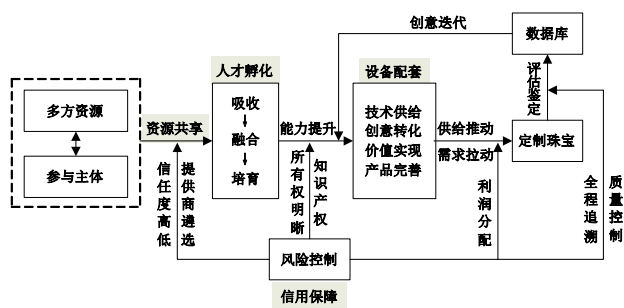 创意迭代
数据库
人才孵化
设备配套
评估鉴定
多方资源
资源共享
吸收
融合
培育
能力提升
技术供给
创意转化
价值实现
产品完善
供给推动
需求拉动
定制珠宝
参与主体
信任度高低
提供商遴选
所有权明晰
知识产权
利润分配
全程追溯
质量控制
风险控制
信用保障